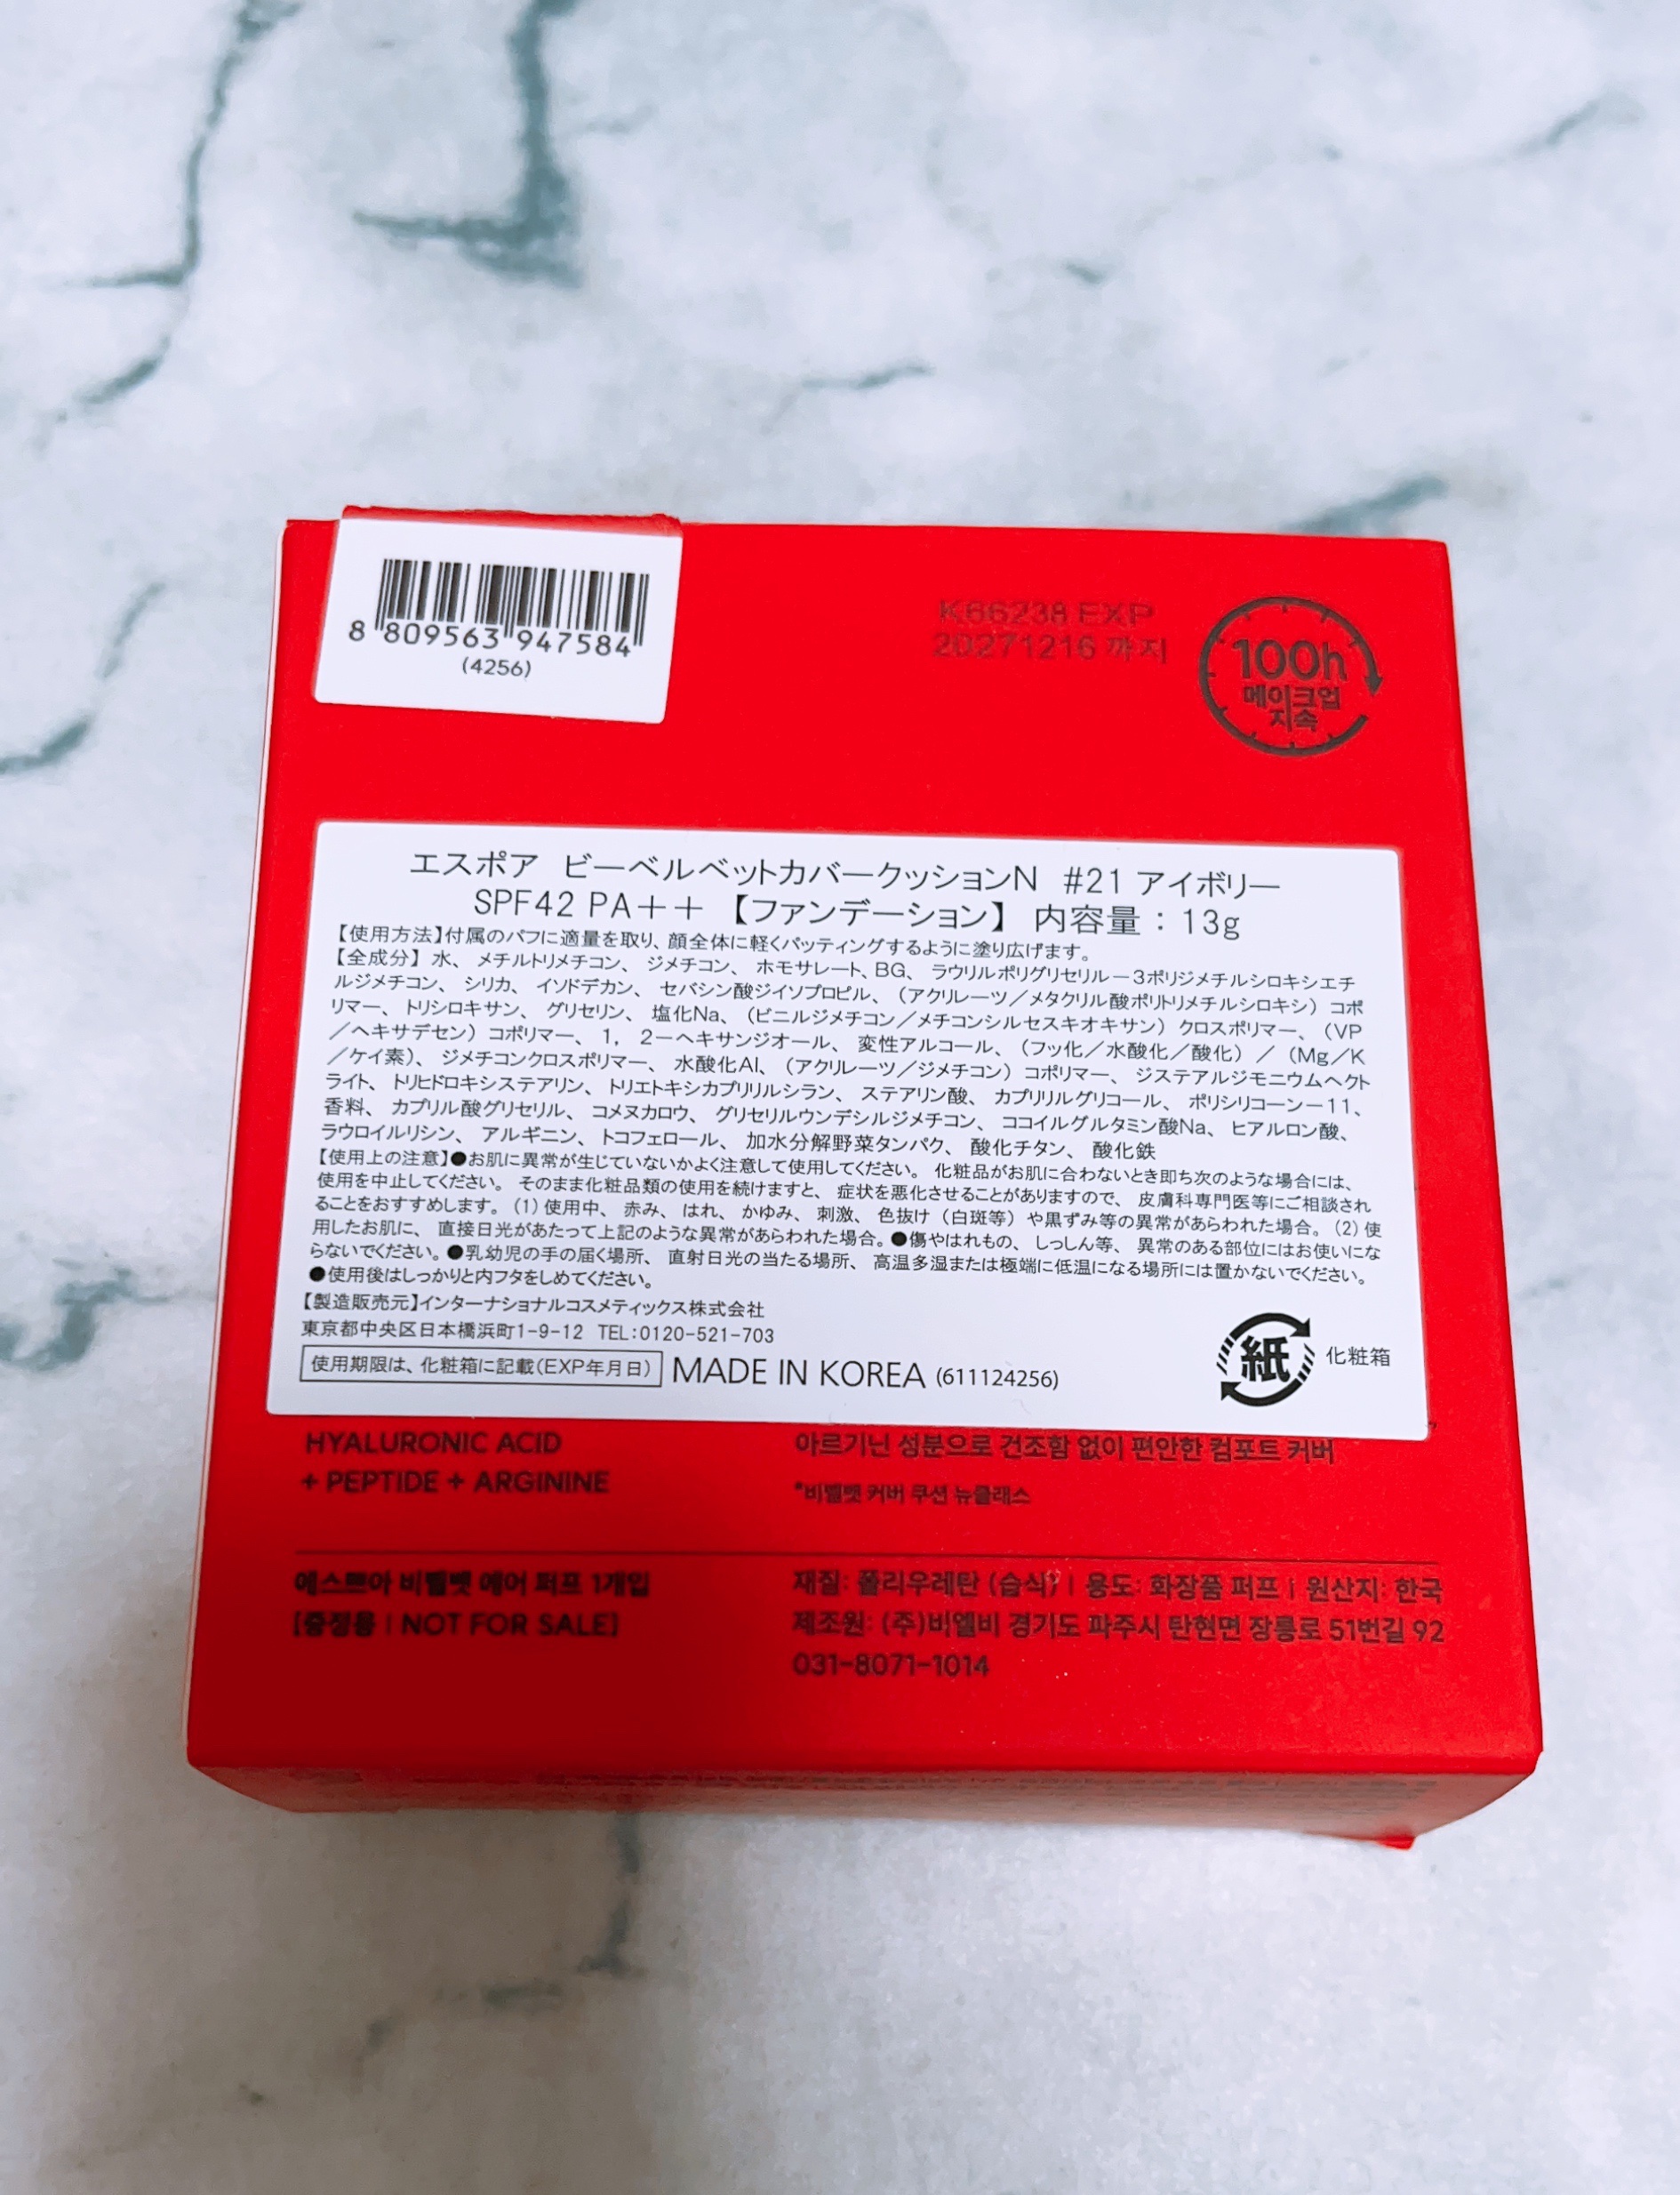 8 809563 947584
(4256)
K66238 EXP
20271216 까지
100h
메이크업
지속
エスポア ビーベルベットカバークッションN #21 アイボリー
SPF42 PA++ 【ファンデーション】 内容量：13g
【使用方法】付属のパフに適量を取り、顔全体に軽くパッティングするように塗り広げます。
【全成分】水、メチルトリメチコン、ジメチコン、ホモサレート、BG、ラウリルポリグリセリル－3ポリジメチルシロキシエチ
ルジメチコン、シリカ、イソドデカン、セバシン酸ジイソプロピル、（アクリレーツ／メタクリル酸ポリトリメチルシロキシ）コポ
リマー、トリシロキサン、グリセリン、塩化Na、（ビニルジメチコン／メチコンシルセスキオキサン）クロスポリマー、（VP
／ヘキサデセン）コポリマー、1，2－ヘキサンジオール、変性アルコール、（フッ化／水酸化／酸化）／（Mg／K
／ケイ素）、ジメチコンクロスポリマー、水酸化Al、（アクリレーツ／ジメチコン）コポリマー、ジステアルジモニウムヘクト
ライト、トリヒドロキシステアリン、トリエトキシカプリリルシラン、ステアリン酸、カプリリルグリコール、ポリシリコーン－11、
香料、カプリル酸グリセリル、コメヌカロウ、グリセリルウンデシルジメチコン、ココイルグルタミン酸Na、ヒアルロン酸、
ラウロイルリシン、アルギニン、トコフェロール、加水分解野菜タンパク、酸化チタン、酸化鉄
【使用上の注意】●お肌に異常が生じていないかよく注意して使用してください。化粧品がお肌に合わないとき即ち次のような場合には、
使用を中止してください。そのまま化粧品類の使用を続けますと、症状を悪化させることがありますので、皮膚科専門医等にご相談され
ることをおすすめします。(1)使用中、赤み、はれ、かゆみ、刺激、色抜け（白斑等）や黒ずみ等の異常があらわれた場合。(2)使
用したお肌に、直接日光があたって上記のような異常があらわれた場合。●傷やはれもの、しっしん等、異常のある部位にはお使いにな
らないでください。●乳幼児の手の届く場所、直射日光の当たる場所、高温多湿または極端に低温になる場所には置かないでください。
●使用後はしっかりと内フタをしめてください。
【製造販売元】インターナショナルコスメティックス株式会社
東京都中央区日本橋浜町1-9-12 TEL:0120-521-703
使用期限は、化粧箱に記載(EXP年月日) MADE IN KOREA (611124256)
紙 化粧箱
HYALURONIC ACID
+ PEPTIDE + ARGININE
아르기닌 성분으로 건조함 없이 편안한 컴포트 커버
*비벨벳 커버 쿠션 뉴클래스
에스쁘아 비벨벳 에어 퍼프 1개입
[증정용 | NOT FOR SALE]
재질: 폴리우레탄 (습식) | 용도: 화장품 퍼프 | 원산지: 한국
제조원: (주)비엘비 경기도 파주시 탄현면 장릉로 51번길 92
031-8071-1014